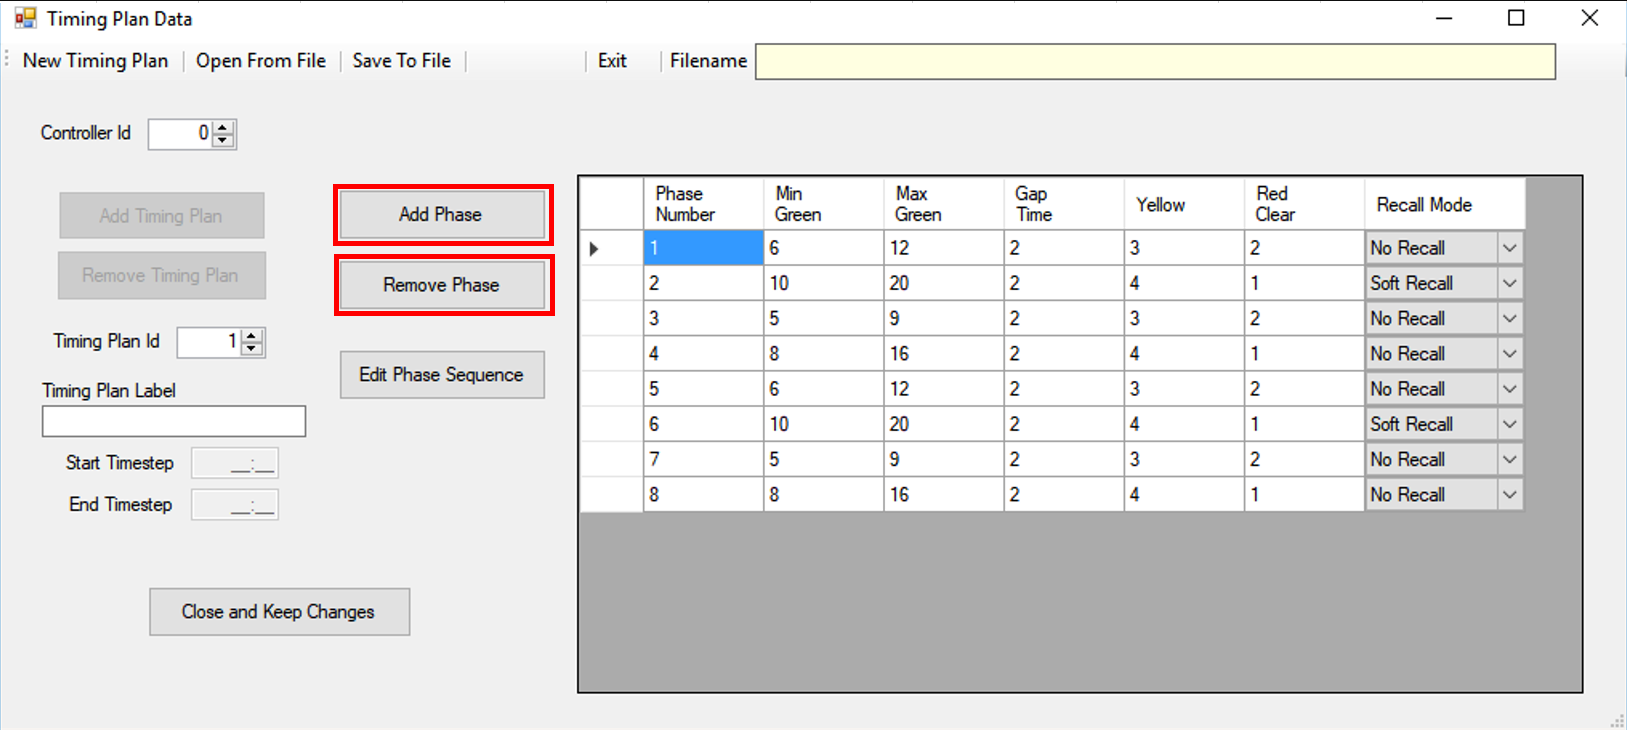 Timing Plan Data
New Timing Plan Open From File Save To File Exit Filename
Controller Id 0
Add Timing Plan
Remove Timing Plan
Timing Plan Id 1
Timing Plan Label
Start Timestep __:__
End Timestep __:__
Close and Keep Changes
Add Phase
Remove Phase
Edit Phase Sequence
Phase Number Min Green Max Green Gap Time Yellow Red Clear Recall Mode
1 6 12 2 3 2 No Recall
2 10 20 2 4 1 Soft Recall
3 5 9 2 3 2 No Recall
4 8 16 2 4 1 No Recall
5 6 12 2 3 2 No Recall
6 10 20 2 4 1 Soft Recall
7 5 9 2 3 2 No Recall
8 8 16 2 4 1 No Recall